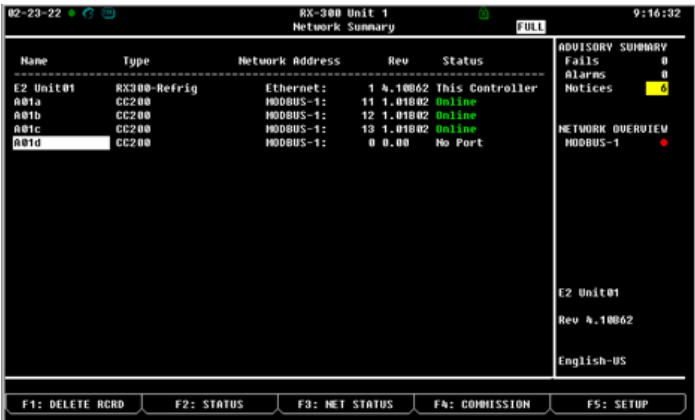 02-23-22 RX-300 Unit 1 9:16:32
Network Summary FULL
ADVISORY SUMMARY
Name Type Network Address Rev Status
Fails 0
Alarms 0
Notices 6
E2 Unit01 RX300-Refrig Ethernet: 1 4.10B62 This Controller
A01a CC200 MODBUS-1: 11 1.01B02 Online
A01b CC200 MODBUS-1: 12 1.01B02 Online
A01c CC200 MODBUS-1: 13 1.01B02 Online
A01d CC200 MODBUS-1: 0 0.00 No Port
NETWORK OVERVIEW
MODBUS-1
E2 Unit01
Rev 4.10B62
English-US
F1: DELETE RCRD F2: STATUS F3: NET STATUS F4: COMMISSION F5: SETUP